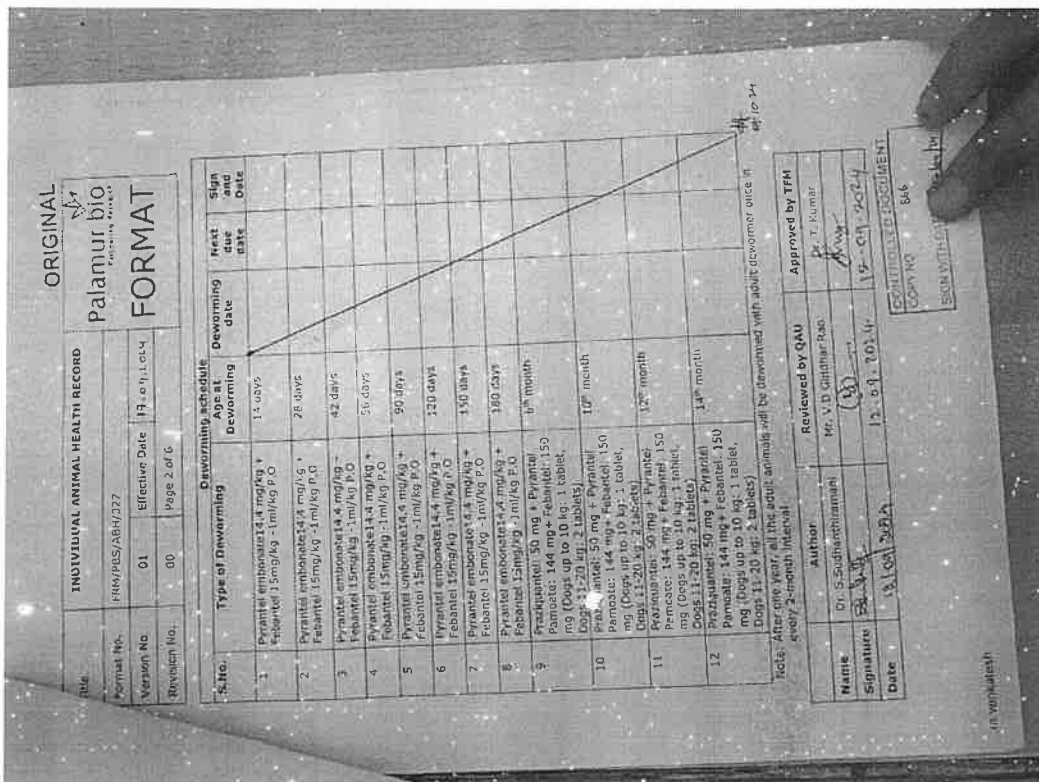 ORIGINAL
Title: INDIVIDUAL ANIMAL HEALTH RECORD
Palamur bio
FORMAT
Format No. FRM/PBS/ABH/J27
Version No 01 Effective Date 19.09.2024
Revision No. 00 Page 2 of 6
Deworming schedule
S.No. Type of Deworming Age at Deworming Deworming date Next due date Sign and Date
1 Pyrantel embonate14.4 mg/kg + Febantel 15mg/kg -1ml/kg P.O 14 days
2 Pyrantel embonate14.4 mg/kg + Febantel 15mg/kg -1ml/kg P.O 28 days
3 Pyrantel embonate14.4 mg/kg + Febantel 15mg/kg -1ml/kg P.O 42 days
4 Pyrantel embonate14.4 mg/kg + Febantel 15mg/kg -1ml/kg P.O 56 days
5 Pyrantel embonate14.4 mg/kg + Febantel 15mg/kg -1ml/kg P.O 90 days
6 Pyrantel embonate14.4 mg/kg + Febantel 15mg/kg -1ml/kg P.O 120 days
7 Pyrantel embonate14.4 mg/kg + Febantel 15mg/kg -1ml/kg P.O 150 days
8 Pyrantel embonate14.4 mg/kg + Febantel 15mg/kg -1ml/kg P.O 180 days
9 Praziquantel: 50 mg + Pyrantel Pamoate: 144 mg+ Febantel: 150 mg (Dogs up to 10 kg: 1 tablet, Dogs 11-20 kg: 2 tablets) month
10 Praziquantel: 50 mg + Pyrantel Pamoate: 144 mg+ Febantel: 150 mg (Dogs up to 10 kg: 1 tablet, Dogs 11-20 kg: 2 tablets) 10th month
11 Praziquantel: 50 mg + Pyrantel Pamoate: 144 mg+ Febantel: 150 mg (Dogs up to 10 kg: 1 tablet, Dogs 11-20 kg: 2 tablets) 12th month
12 Praziquantel: 50 mg + Pyrantel Pamoate: 144 mg+ Febantel: 150 mg (Dogs up to 10 kg: 1 tablet, Dogs 11-20 kg: 2 tablets) 14th month
10 24
Note: After one year all the adult animals will be dewormed with adult dewormer once in
every 2-month interval
Author Reviewed by QAU Approved by TFM
Name Dr. S.Sudhanthiramani Mr. V.D Giridhar Rao Dr. T. Kumar
Signature
Date 12.09.2024 19-09-2024
CONTROLLED DOCUMENT
COPY NO 866
SIGN WITH
venkatesh